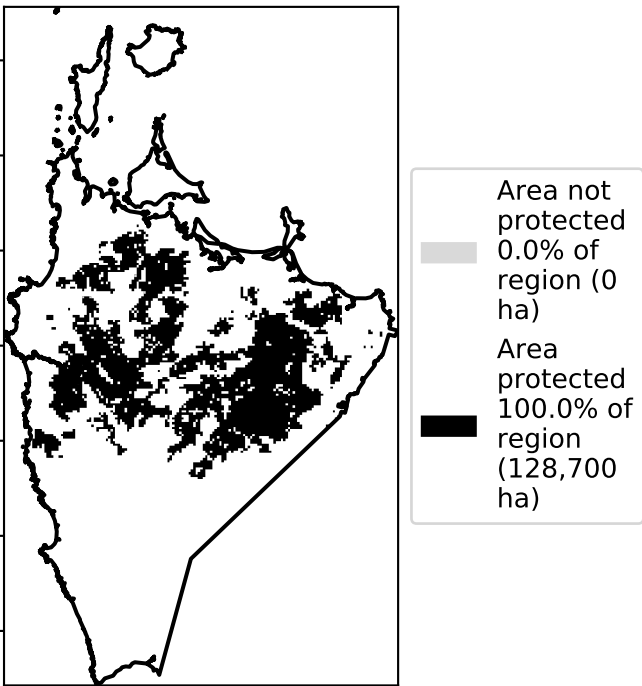 Area not
protected
0.0% of
region (0
ha)
Area
protected
100.0% of
region
(128,700
ha)